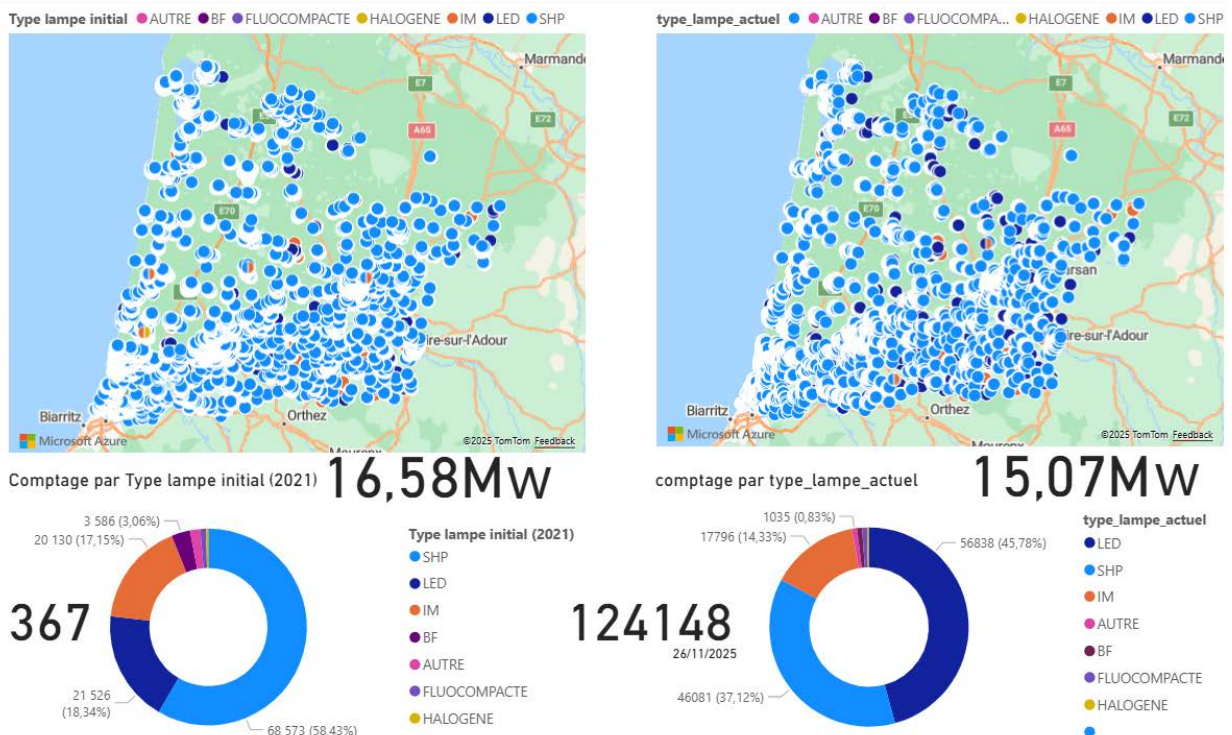 Type lampe initial AUTRE BF FLUOCOMPACTE HALOGENE IM LED SHP
Marmande
E7
A65
E72
E70
ire-sur-l'Adour
Biarritz
Orthez
Microsoft Azure
©2025 TomTom Feedback
type_lampe_actuel AUTRE BF FLUOCOMPA... HALOGENE IM LED SHP
Marmande
E7
A65
E72
E70
arsan
ire-sur-l'Adour
Biarritz
Orthez
Microsoft Azure
©2025 TomTom Feedback
Comptage par Type lampe initial (2021) 16,58Mw
3 586 (3,06%)
20 130 (17,15%)
367
21 526
(18,34%)
68 573 (58,43%)
Type lampe initial (2021)
SHP
LED
IM
BF
AUTRE
FLUOCOMPACTE
HALOGENE
comptage par type_lampe_actuel 15,07Mw
1035 (0,83%)
17796 (14,33%)
56838 (45,78%)
124148
26/11/2025
46081 (37,12%)
type_lampe_actuel
LED
SHP
IM
AUTRE
BF
FLUOCOMPACTE
HALOGENE